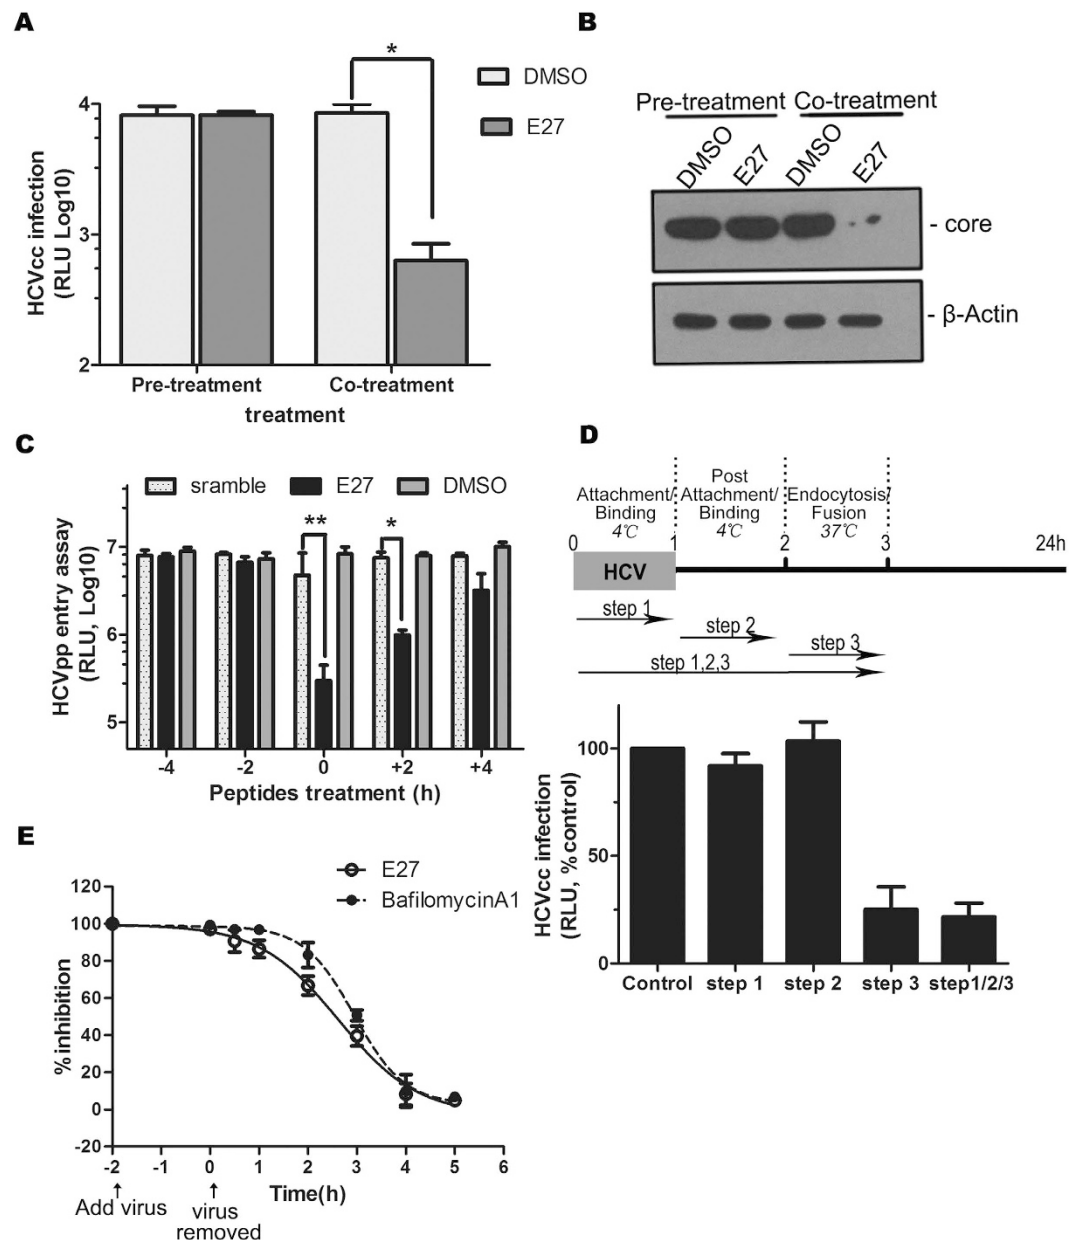 A
*
DMSO
E27
4
3
2
HCVcc infection
(RLU Log10)
Pre-treatment
Co-treatment
treatment
B
Pre-treatment Co-treatment
DMSO
E27
DMSO
E27
- core
- β-Actin
C
sramble
E27
DMSO
**
*
7
6
5
HCVpp entry assay
(RLU, Log10)
-4
-2
0
+2
+4
Peptides treatment (h)
D
Attachment/
Binding
4℃
Post
Attachment/
Binding
4℃
Endocytosis/
Fusion
37℃
0
1
2
3
24h
HCV
step 1
step 2
step 3
step 1,2,3
100
50
0
HCVcc infection
(RLU, % control)
Control
step 1
step 2
step 3
step1/2/3
E
E27
BafilomycinA1
120
100
80
60
40
20
0
-20
% inhibition
-2
-1
0
1
2
3
4
5
6
Time(h)
Add virus
virus
removed